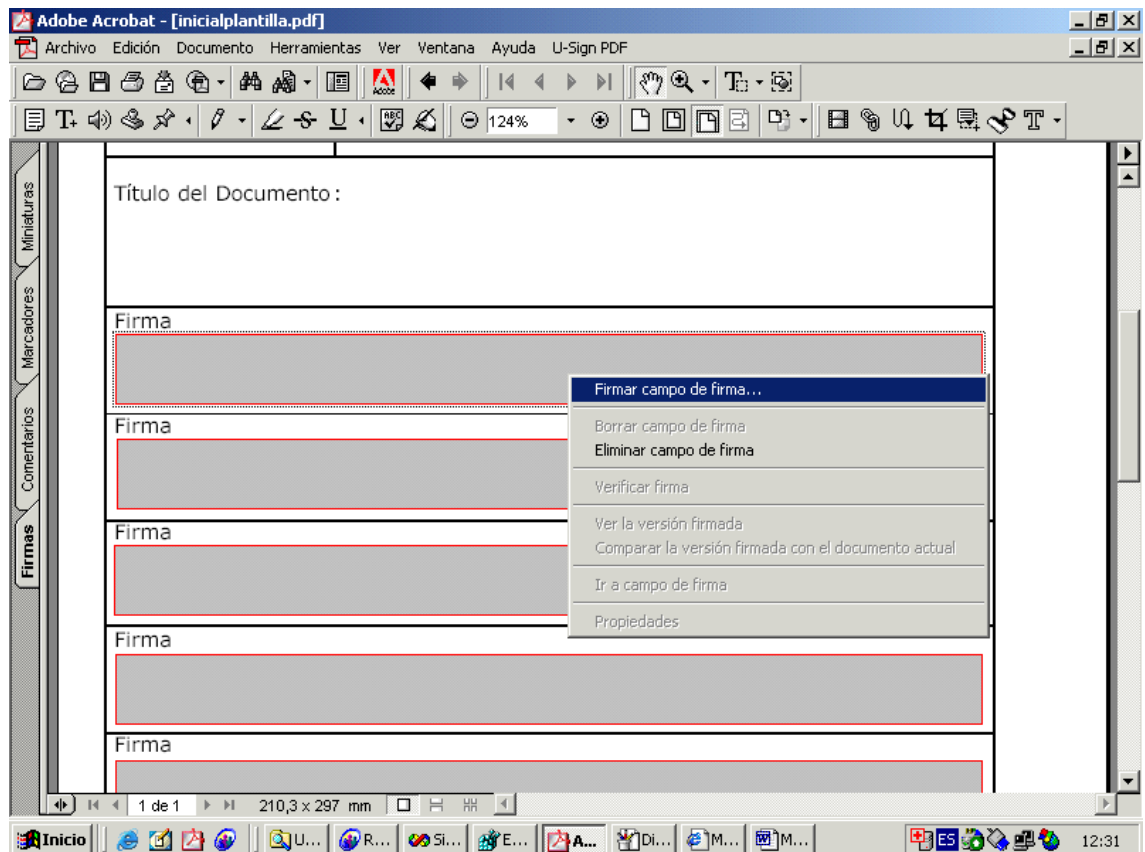 Adobe Acrobat - [inicialplantilla.pdf]
Archivo Edición Documento Herramientas Ver Ventana Ayuda U-Sign PDF
124%
Miniaturas
Marcadores
Comentarios
Firmas
Título del Documento:
Firma
Firmar campo de firma...
Borrar campo de firma
Eliminar campo de firma
Verificar firma
Ver la versión firmada
Comparar la versión firmada con el documento actual
Ir a campo de firma
Propiedades
Firma
Firma
Firma
Firma
1 de 1 210,3 x 297 mm
Inicio U... R... Si... E... A... Di... M... M... ES 12:31